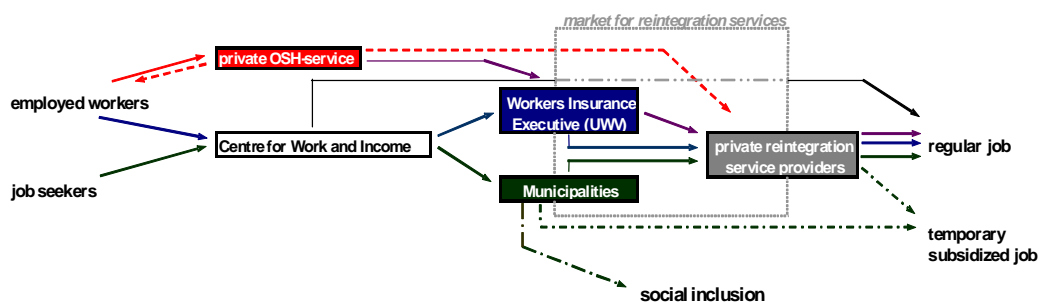 market for reintegration services
private OSH-service
employed workers
Workers Insurance
Executive (UWV)
Centre for Work and Income
private reintegration
service providers
regular job
job seekers
Municipalities
temporary
subsidized job
social inclusion